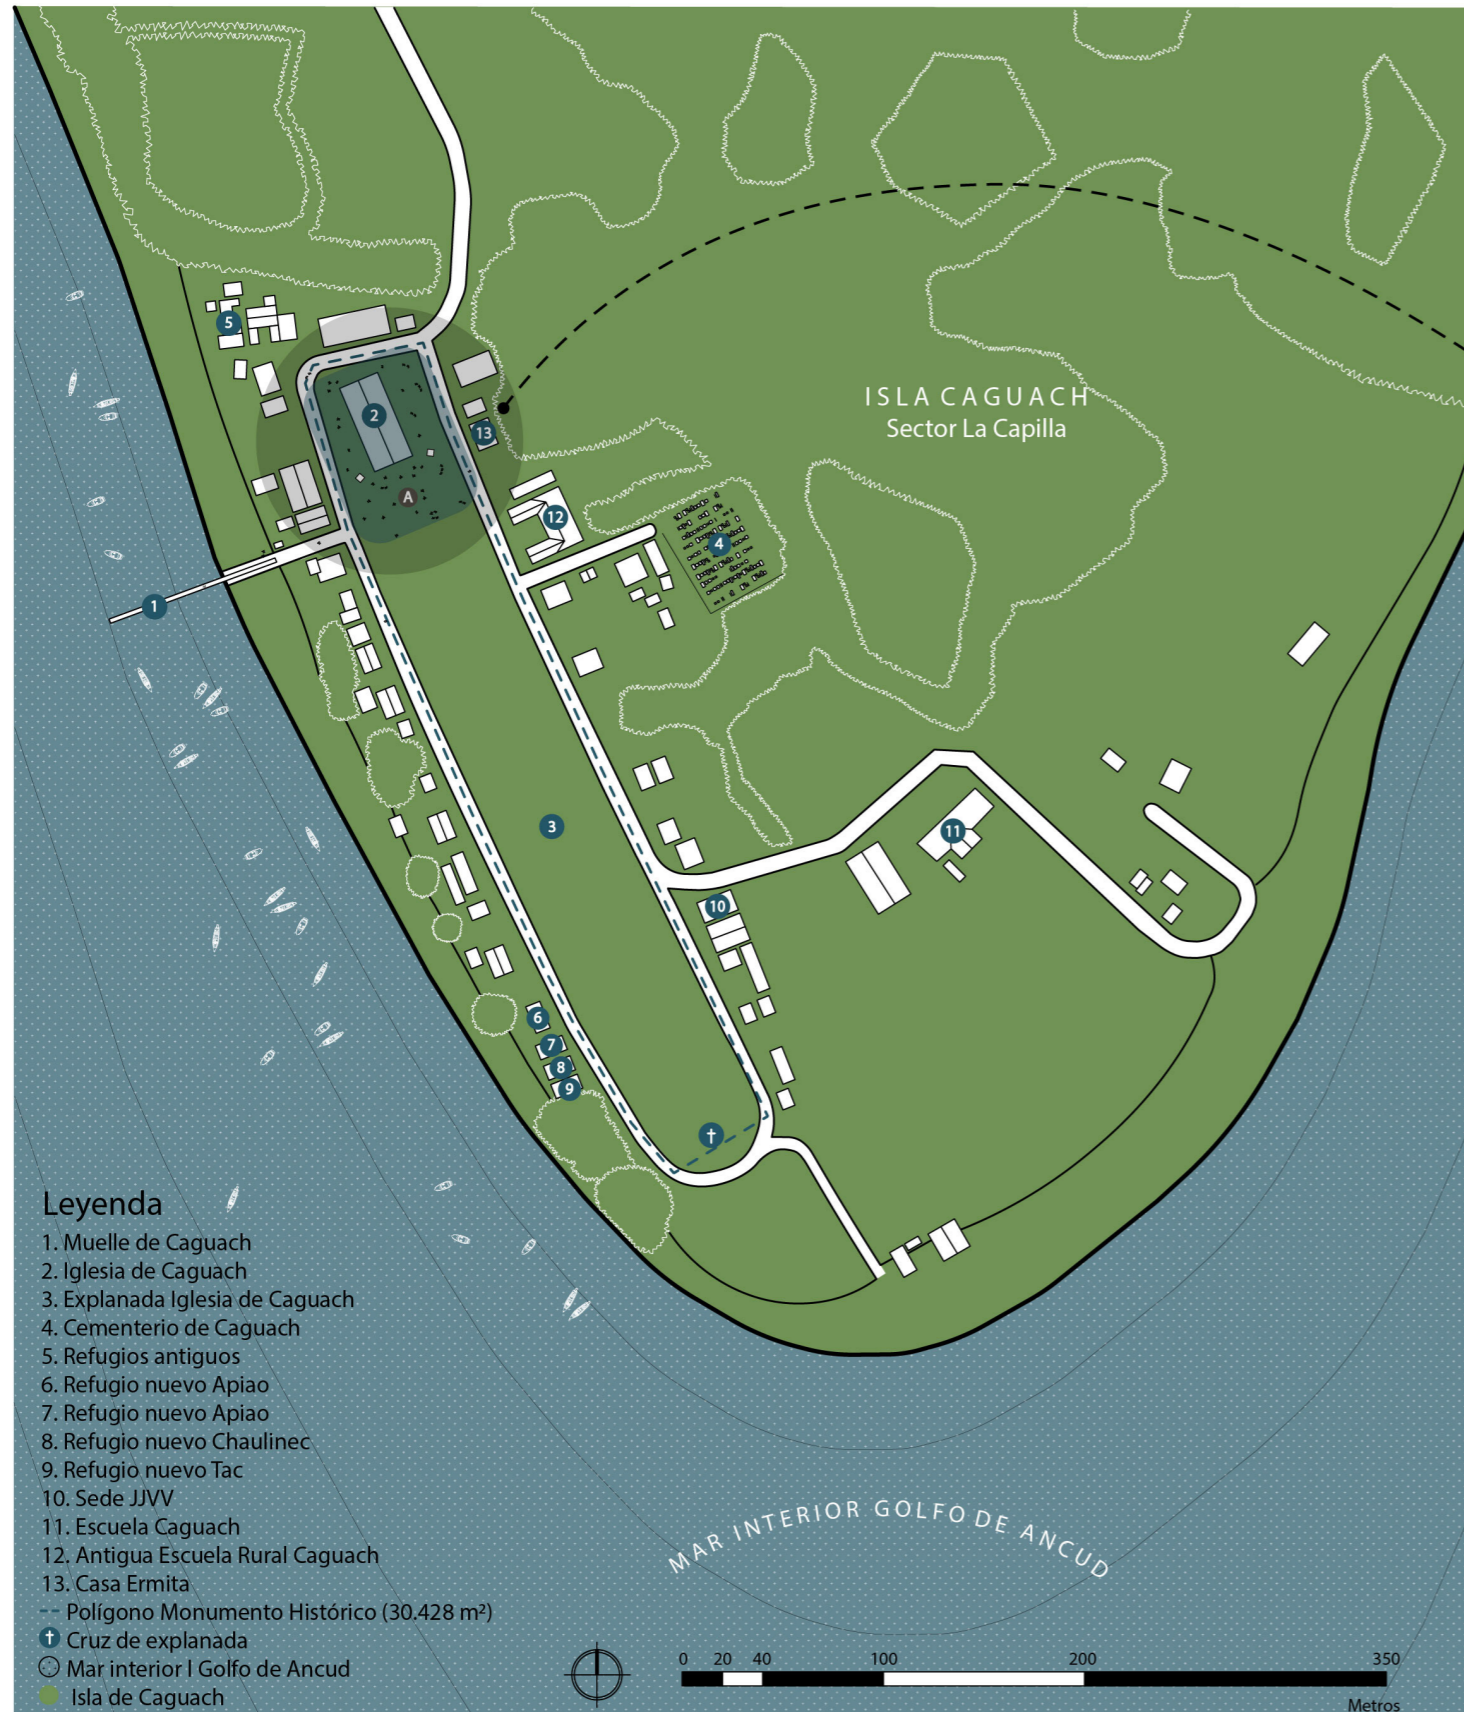 5
2
13
A
ISLA CAGUACH
Sector La Capilla
12
4
1
3
11
10
6
7
8
9
†
Leyenda
1. Muelle de Caguach
2. Iglesia de Caguach
3. Explanada Iglesia de Caguach
4. Cementerio de Caguach
5. Refugios antiguos
6. Refugio nuevo Apiao
7. Refugio nuevo Apiao
8. Refugio nuevo Chaulinec
9. Refugio nuevo Tac
10. Sede JJVV
11. Escuela Caguach
12. Antigua Escuela Rural Caguach
13. Casa Ermita
Polígono Monumento Histórico (30.428 m²)
† Cruz de explanada
Mar interior l Golfo de Ancud
Isla de Caguach
MAR INTERIOR GOLFO DE ANCUD
0 20 40 100 200 350
Metros